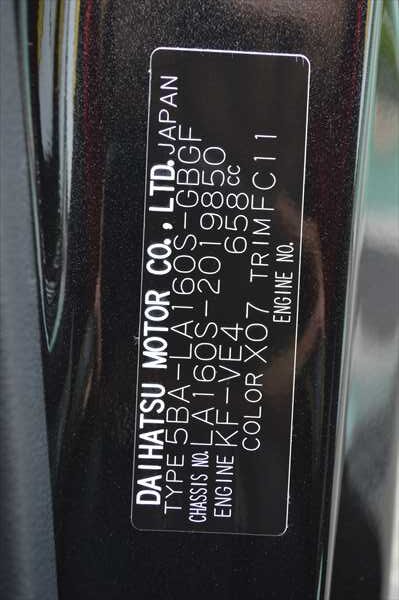 DAIHATSU MOTOR CO., LTD. JAPAN
TYPE 5BA-LA160S-GBGF
CHASSIS NO. LA160S-2019850
ENGINE KF-VE4 658cc
COLOR X07 TRIM FC11
ENGINE NO.